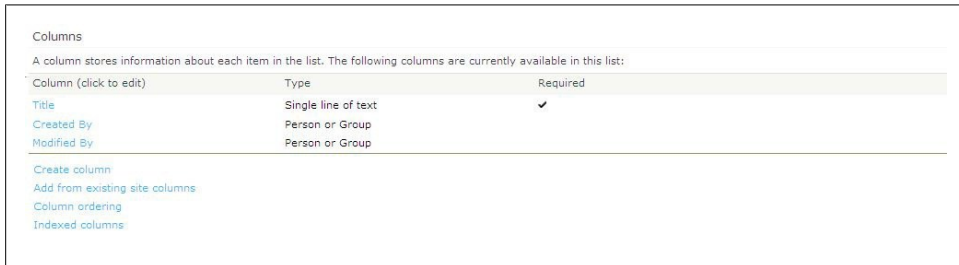 Columns
A column stores information about each item in the list. The following columns are currently available in this list:
Column (click to edit) Type Required
Title Single line of text ✔
Created By Person or Group
Modified By Person or Group
Create column
Add from existing site columns
Column ordering
Indexed columns